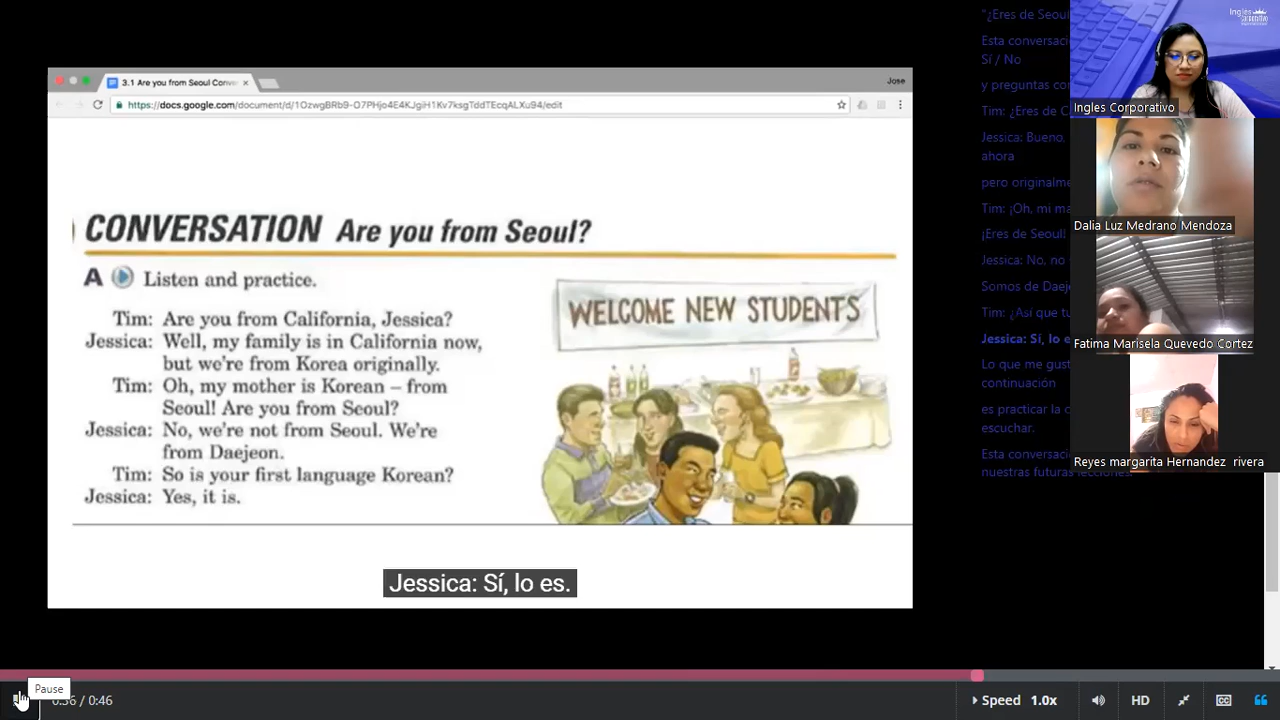 3.1 Are you from Seoul Conve
Jose
https://docs.google.com/document/d/1OzwgBRb9-O7PHjo4E4KJgiH1Kv7ksgTddTEcqALXu94/edit
CONVERSATION Are you from Seoul?
A Listen and practice.
Tim: Are you from California, Jessica?
Jessica: Well, my family is in California now,
but we're from Korea originally.
Tim: Oh, my mother is Korean – from
Seoul! Are you from Seoul?
Jessica: No, we're not from Seoul. We're
from Daejeon.
Tim: So is your first language Korean?
Jessica: Yes, it is.
WELCOME NEW STUDENTS
Jessica: Sí, lo es.
"¿Eres de Seoul
Esta conversaci
Sí / No
y preguntas co
Tim: ¿Eres de C
Jessica: Bueno,
ahora
pero originalme
Tim: ¡Oh, mi ma
¡Eres de Seoul!
Jessica: No, no
Somos de Daeje
Tim: ¿Así que tu
Jessica: Sí, lo e
Lo que me gust
continuación
es practicar la c
escuchar.
Esta conversaci
nuestras futuras lecciones.
Ingles
Ingles Corporativo
Dalia Luz Medrano Mendoza
Fatima Marisela Quevedo Cortez
Reyes margarita Hernandez rivera
Pause
0:36 / 0:46
Speed 1.0x
HD
CC